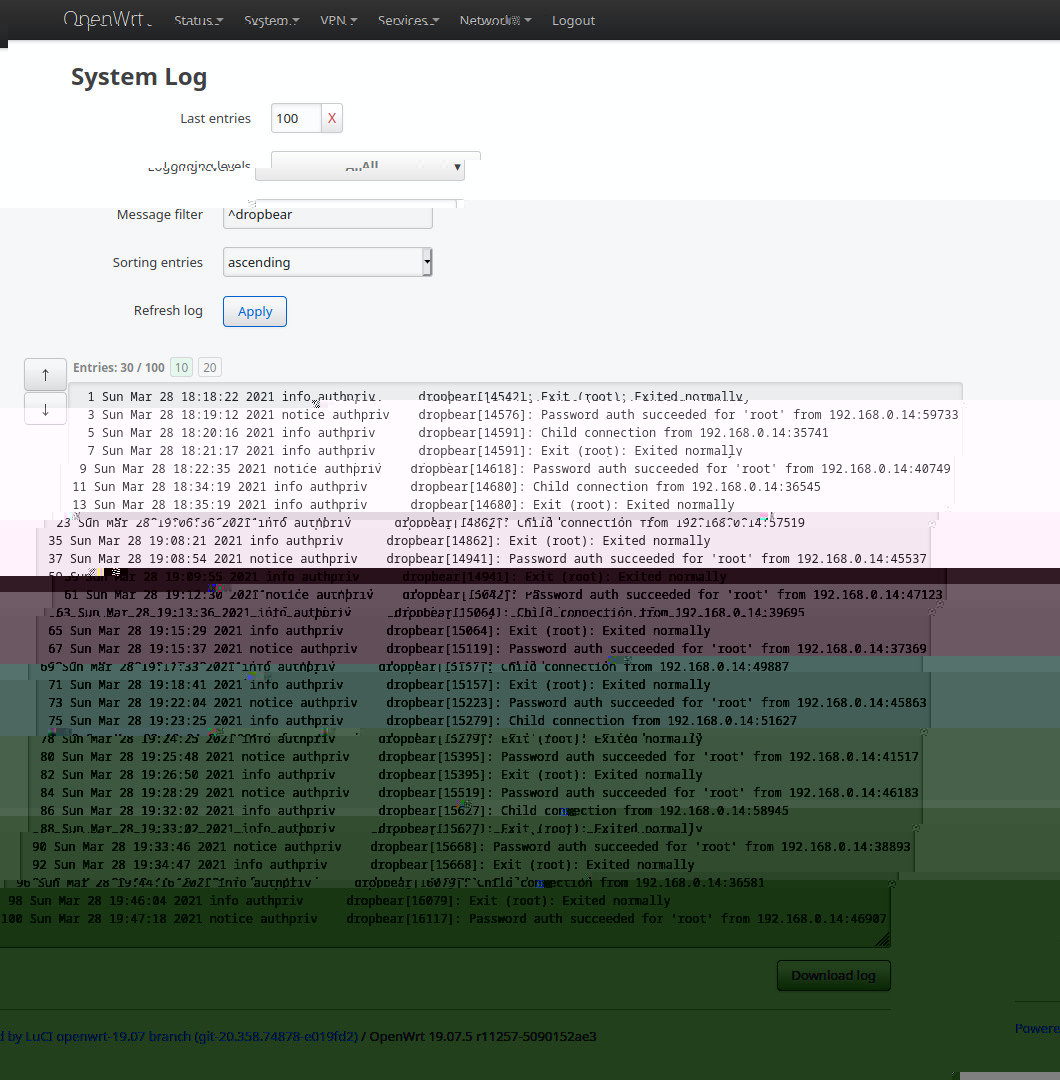 OpenWrt Status System VPN Services Network Logout
System Log
Last entries 100 X
Logging levels All
Message filter ^dropbear
Sorting entries ascending
Refresh log Apply
↑ Entries: 30 / 100 10 20
↓
1 Sun Mar 28 18:18:22 2021 info authpriv dropbear[14542]: Exit (root): Exited normally
3 Sun Mar 28 18:19:12 2021 notice authpriv dropbear[14576]: Password auth succeeded for 'root' from 192.168.0.14:59733
5 Sun Mar 28 18:20:16 2021 info authpriv dropbear[14591]: Child connection from 192.168.0.14:35741
7 Sun Mar 28 18:21:17 2021 info authpriv dropbear[14591]: Exit (root): Exited normally
9 Sun Mar 28 18:22:35 2021 notice authpriv dropbear[14618]: Password auth succeeded for 'root' from 192.168.0.14:40749
11 Sun Mar 28 18:34:19 2021 info authpriv dropbear[14680]: Child connection from 192.168.0.14:36545
13 Sun Mar 28 18:35:19 2021 info authpriv dropbear[14680]: Exit (root): Exited normally
Sun Mar 28 2021 info authpriv dropbear[14862]: Child connection from 192.168.0.14:57519
35 Sun Mar 28 19:08:21 2021 info authpriv dropbear[14862]: Exit (root): Exited normally
37 Sun Mar 28 19:08:54 2021 notice authpriv dropbear[14941]: Password auth succeeded for 'root' from 192.168.0.14:45537
Sun Mar 28 19:09:55 2021 info authpriv dropbear[14941]: Exit (root): Exited normally
61 Sun Mar 28 19:12:30 2021 notice authpriv dropbear[15042]: Password auth succeeded for 'root' from 192.168.0.14:47123
63 Sun Mar 28 19:13:36 2021 info authpriv dropbear[15064]: Child connection from 192.168.0.14:39695
65 Sun Mar 28 19:15:29 2021 info authpriv dropbear[15064]: Exit (root): Exited normally
67 Sun Mar 28 19:15:37 2021 notice authpriv dropbear[15119]: Password auth succeeded for 'root' from 192.168.0.14:37369
69 Sun Mar 28 2021 info authpriv dropbear[15157]: Child connection from 192.168.0.14:49887
71 Sun Mar 28 19:18:41 2021 info authpriv dropbear[15157]: Exit (root): Exited normally
73 Sun Mar 28 19:22:04 2021 notice authpriv dropbear[15223]: Password auth succeeded for 'root' from 192.168.0.14:45863
75 Sun Mar 28 19:23:25 2021 info authpriv dropbear[15279]: Child connection from 192.168.0.14:51627
78 Sun Mar 28 19:24:25 2021 info authpriv dropbear[15279]: Exit (root): Exited normally
80 Sun Mar 28 19:25:48 2021 notice authpriv dropbear[15395]: Password auth succeeded for 'root' from 192.168.0.14:41517
82 Sun Mar 28 19:26:50 2021 info authpriv dropbear[15395]: Exit (root): Exited normally
84 Sun Mar 28 19:28:29 2021 notice authpriv dropbear[15519]: Password auth succeeded for 'root' from 192.168.0.14:46183
86 Sun Mar 28 19:32:02 2021 info authpriv dropbear[15627]: Child connection from 192.168.0.14:58945
88 Sun Mar 28 19:33:02 2021 info authpriv dropbear[15627]: Exit (root): Exited normally
90 Sun Mar 28 19:33:46 2021 notice authpriv dropbear[15668]: Password auth succeeded for 'root' from 192.168.0.14:38893
92 Sun Mar 28 19:34:47 2021 info authpriv dropbear[15668]: Exit (root): Exited normally
96 Sun Mar 28 2021 info authpriv dropbear[16079]: Child connection from 192.168.0.14:36581
98 Sun Mar 28 19:46:04 2021 info authpriv dropbear[16079]: Exit (root): Exited normally
100 Sun Mar 28 19:47:18 2021 notice authpriv dropbear[16117]: Password auth succeeded for 'root' from 192.168.0.14:46907
Download log
d by LuCI openwrt-19.07 branch (git-20.358.74878-e019fd2) / OpenWrt 19.07.5 r11257-5090152ae3
Powere